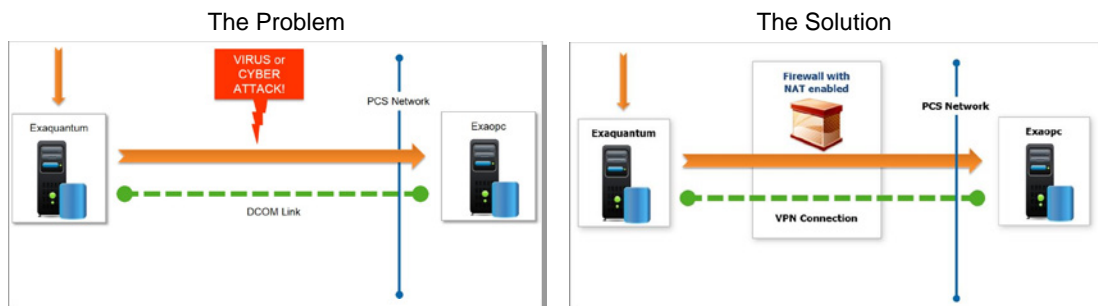 The Problem
VIRUS or
CYBER
ATTACK!
PCS Network
Exaquantum
Exaopc
DCOM Link
The Solution
Firewall with
NAT enabled
PCS Network
Exaquantum
Exaopc
VPN Connection